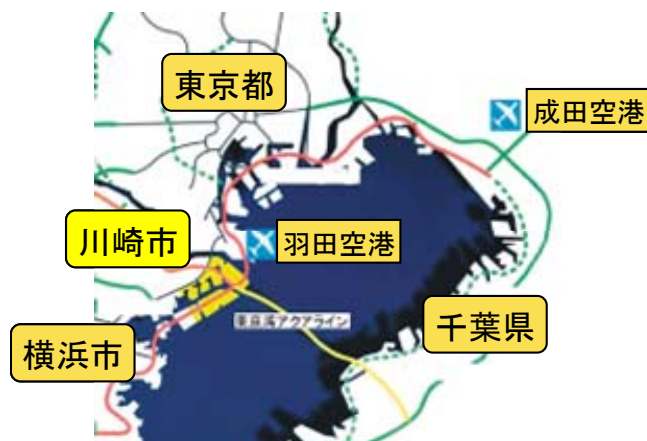 東京都
成田空港
川崎市
羽田空港
東京湾アクアライン
千葉県
横浜市